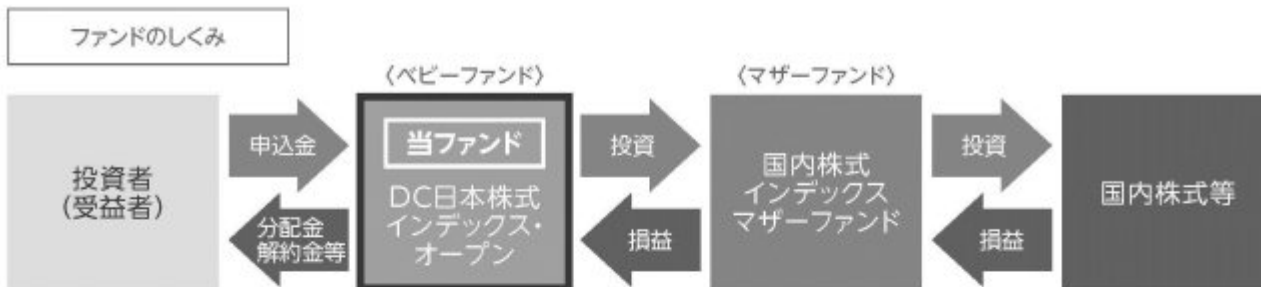 ファンドのしくみ
〈ベビーファンド〉
〈マザーファンド〉
投資者
(受益者)
申込金
分配金
解約金等
当ファンド
DC日本株式
インデックス・
オープン
投資
損益
国内株式
インデックス
マザーファンド
投資
損益
国内株式等